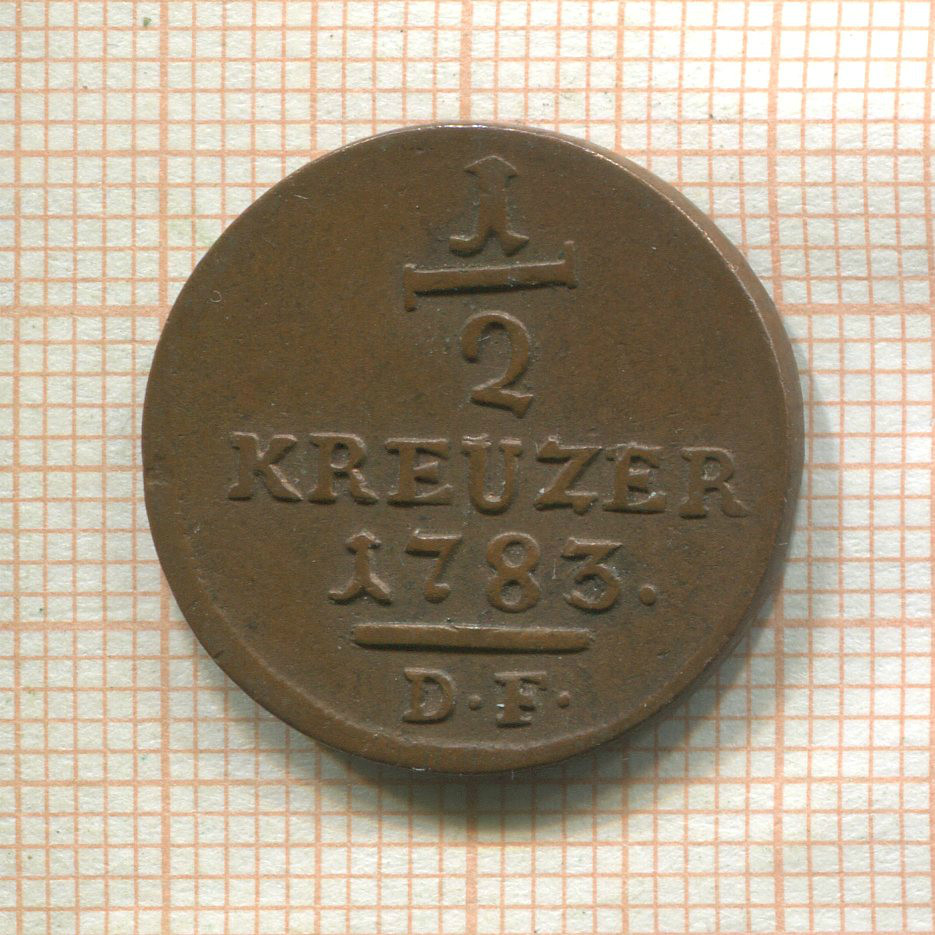 1
2
KREUZER
1783.
D·F·